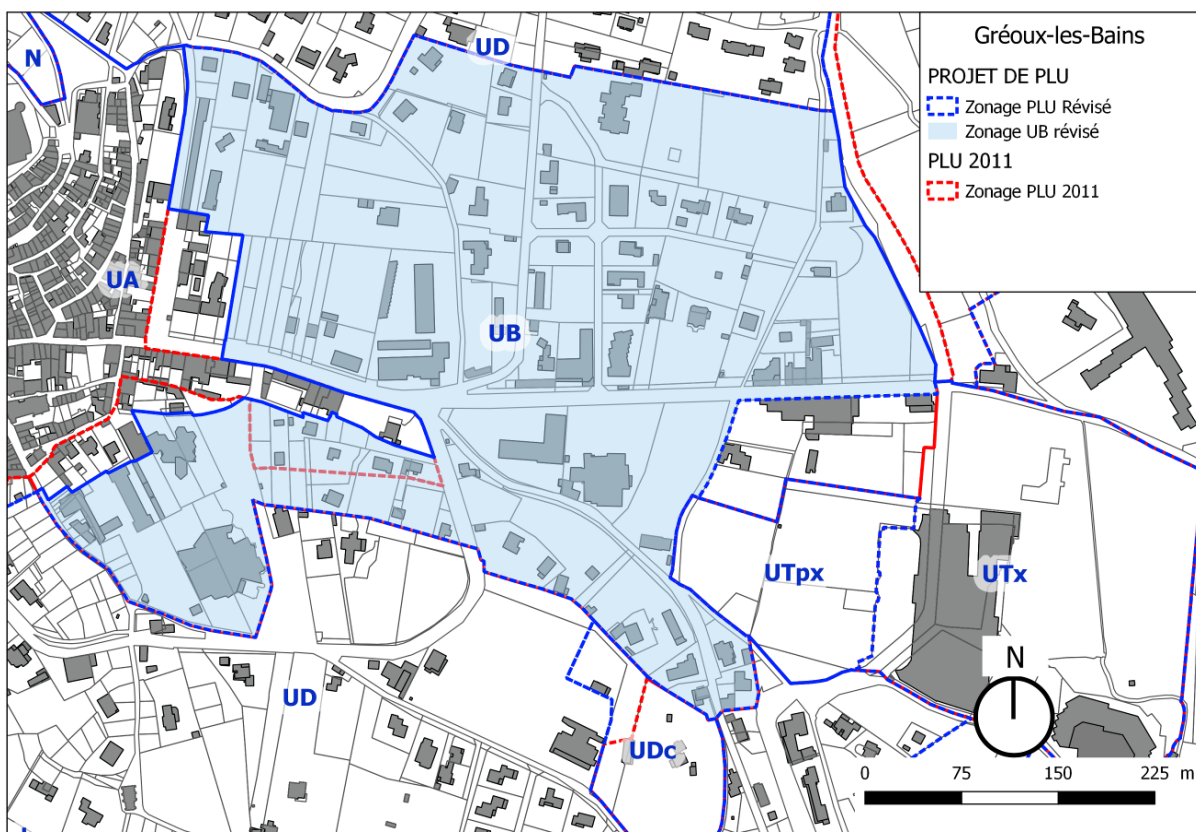 Gréoux-les-Bains
PROJET DE PLU
Zonage PLU Révisé
Zonage UB révisé
PLU 2011
Zonage PLU 2011
UD
N
UA
UB
UTpx
UTx
UD
UDc
N
0 75 150 225 m